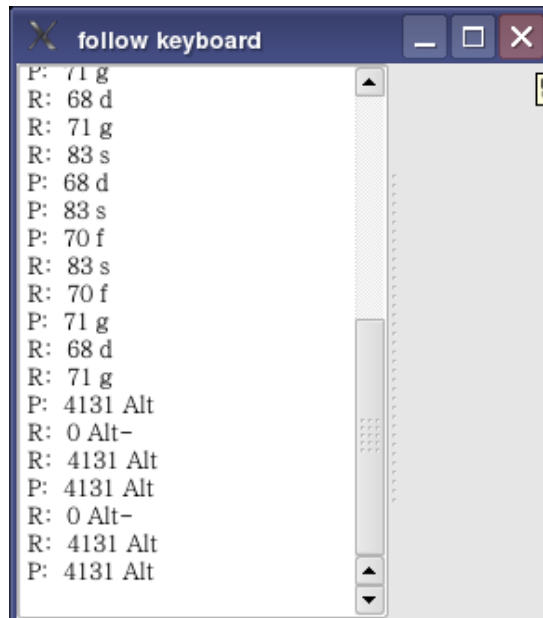 follow keyboard
P: 71 g
R: 68 d
R: 71 g
R: 83 s
P: 68 d
P: 83 s
P: 70 f
R: 83 s
R: 70 f
P: 71 g
R: 68 d
R: 71 g
P: 4131 Alt
R: 0 Alt-
R: 4131 Alt
P: 4131 Alt
R: 0 Alt-
R: 4131 Alt
P: 4131 Alt